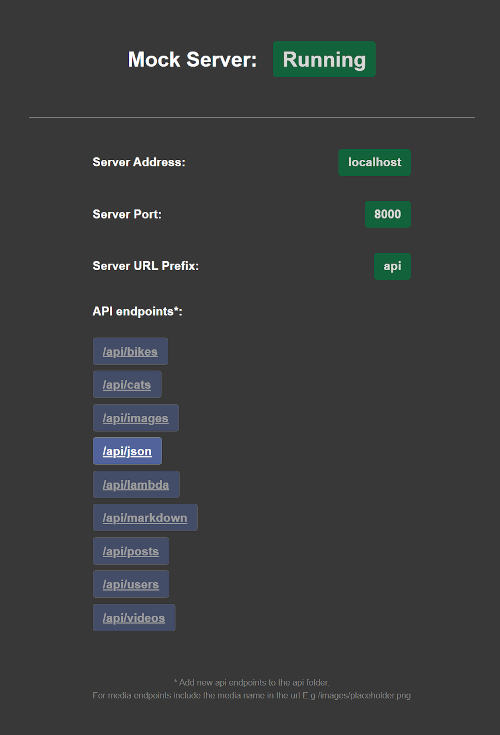 Mock Server: Running
Server Address: localhost
Server Port: 8000
Server URL Prefix: api
API endpoints*:
/api/bikes
/api/cats
/api/images
/api/json
/api/lambda
/api/markdown
/api/posts
/api/users
/api/videos
* Add new api endpoints to the api folder.
For media endpoints include the media name in the url E.g /images/placeholder.png